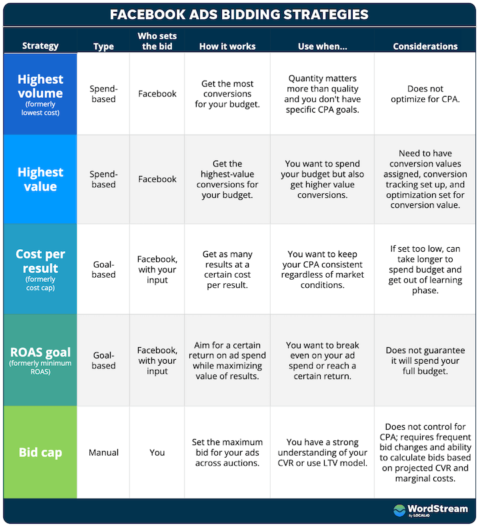 FACEBOOK ADS BIDDING STRATEGIES
Strategy
Type
Who sets
the bid
How it works
Use when...
Considerations
Highest
volume
(formerly
lowest cost)
Spend-
based
Facebook
Get the most
conversions
for your budget.
Quantity matters
more than quality
and you don't have
specific CPA goals.
Does not
optimize for CPA.
Highest
value
Spend-
based
Facebook
Get the
highest-value
conversions for
your budget.
You want to spend
your budget but also
get higher value
conversions.
Need to have
conversion values
assigned, conversion
tracking set up, and
optimization set for
conversion value.
Cost per
result
(formerly
cost cap)
Goal-
based
Facebook,
with your
input
Get as many
results at a
certain cost
per result.
You want to keep
your CPA consistent
regardless of market
conditions.
If set too low, can
take longer to
spend budget and
get out of learning
phase.
ROAS goal
(formerly minimum
ROAS)
Goal-
based
Facebook,
with your
input
Aim for a certain
return on ad spend
while maximizing
value of results.
You want to break
even on your ad
spend or reach a
certain return.
Does not guarantee
it will spend your
full budget.
Bid cap
Manual
You
Set the maximum
bid for your ads
across auctions.
You have a strong
understanding of your
CVR or use LTV model.
Does not control for
CPA; requires frequent
bid changes and ability
to calculate bids based
on projected CVR and
marginal costs.
WordStream
by LOCALiQ